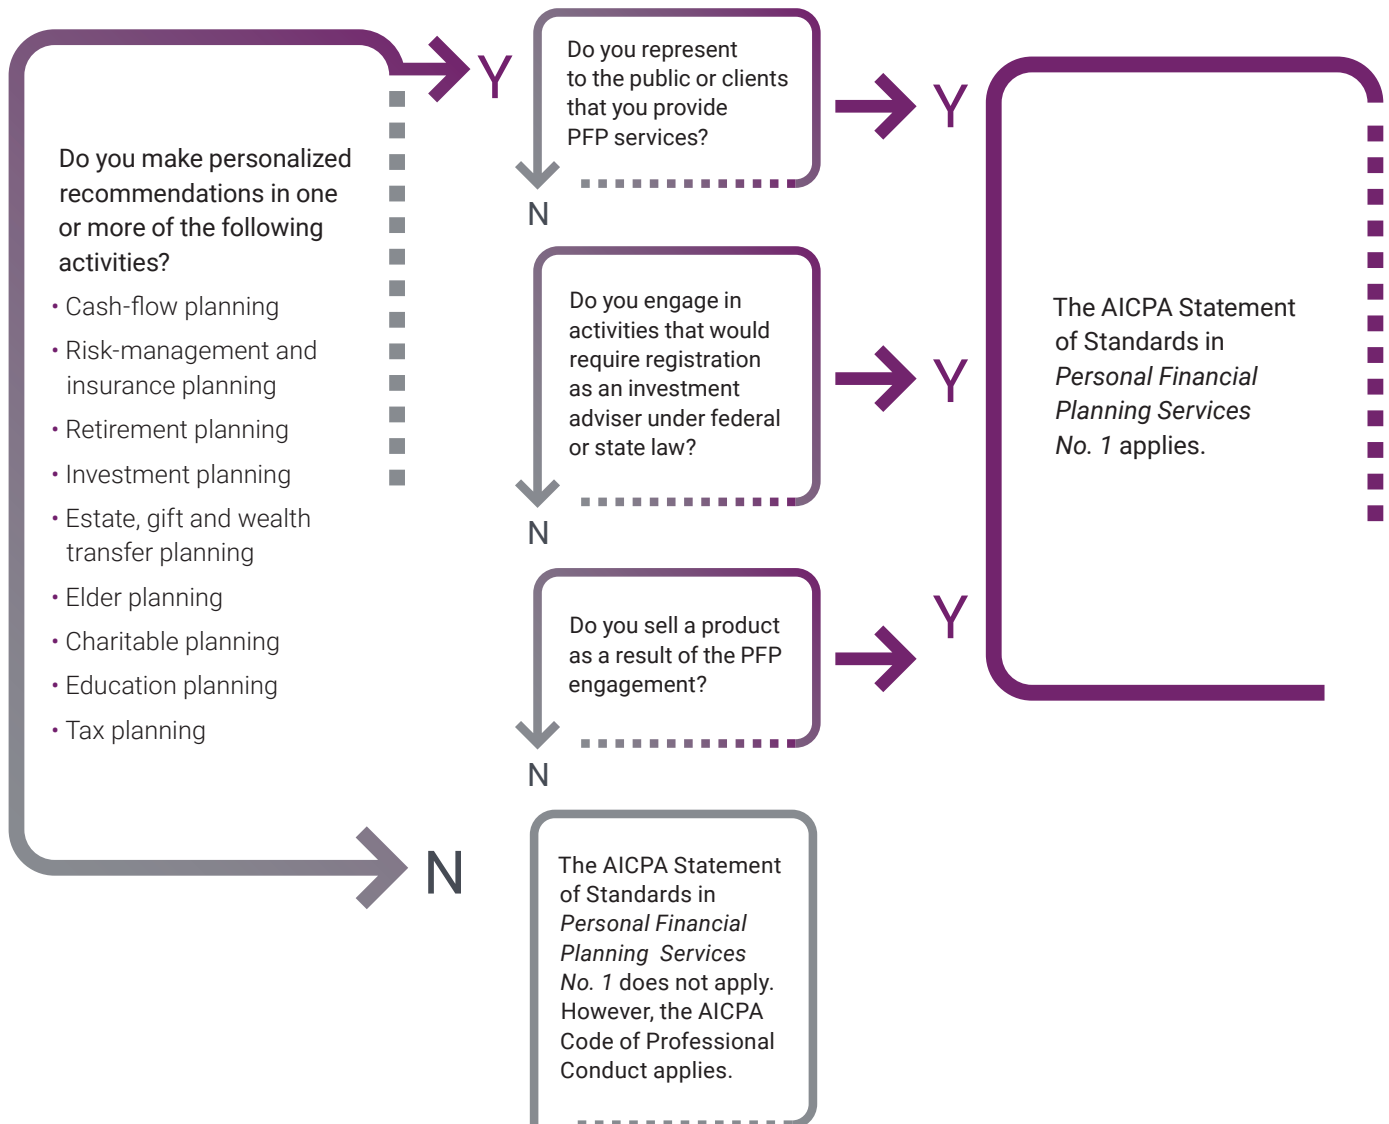 Do you make personalized
recommendations in one
or more of the following
activities?
• Cash-flow planning
• Risk-management and
insurance planning
• Retirement planning
• Investment planning
• Estate, gift and wealth
transfer planning
• Elder planning
• Charitable planning
• Education planning
• Tax planning
Y
N
Do you represent
to the public or clients
that you provide
PFP services?
Y
N
Do you engage in
activities that would
require registration
as an investment
adviser under federal
or state law?
Y
N
Do you sell a product
as a result of the PFP
engagement?
Y
N
The AICPA Statement
of Standards in
Personal Financial
Planning Services
No. 1 does not apply.
However, the AICPA
Code of Professional
Conduct applies.
The AICPA Statement
of Standards in
Personal Financial
Planning Services
No. 1 applies.